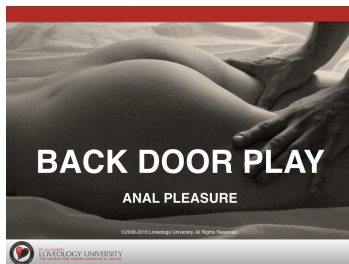 BACK DOOR PLAY
ANAL PLEASURE
©2006-2016 Loveology University. All Rights Reserved.
LOVEOLOGY UNIVERSITY